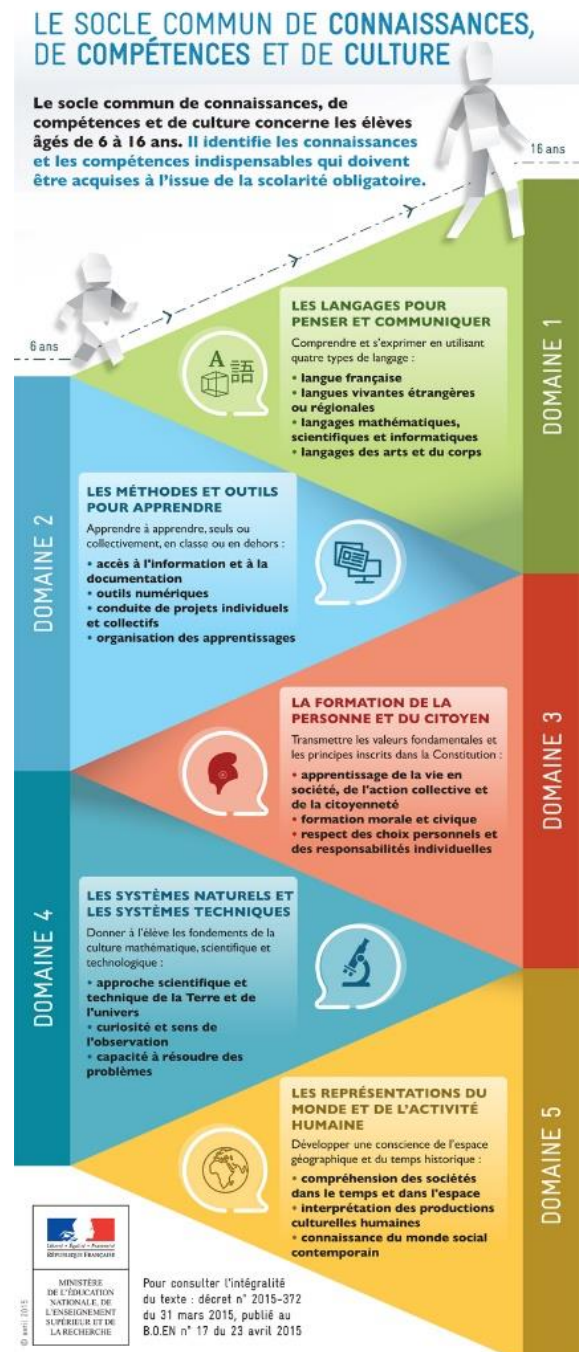 LE SOCLE COMMUN DE CONNAISSANCES,
DE COMPÉTENCES ET DE CULTURE
Le socle commun de connaissances, de
compétences et de culture concerne les élèves
âgés de 6 à 16 ans. Il identifie les connaissances
et les compétences indispensables qui doivent
être acquises à l'issue de la scolarité obligatoire.
16 ans
6 ans
DOMAINE 1
LES LANGAGES POUR
PENSER ET COMMUNIQUER
Comprendre et s'exprimer en utilisant
quatre types de langage :
• langue française
• langues vivantes étrangères
ou régionales
• langages mathématiques,
scientifiques et informatiques
• langages des arts et du corps
A 語
DOMAINE 2
LES MÉTHODES ET OUTILS
POUR APPRENDRE
Apprendre à apprendre, seuls ou
collectivement, en classe ou en dehors :
• accès à l'information et à la
documentation
• outils numériques
• conduite de projets individuels
et collectifs
• organisation des apprentissages
DOMAINE 3
LA FORMATION DE LA
PERSONNE ET DU CITOYEN
Transmettre les valeurs fondamentales et
les principes inscrits dans la Constitution :
• apprentissage de la vie en
société, de l'action collective et
de la citoyenneté
• formation morale et civique
• respect des choix personnels et
des responsabilités individuelles
DOMAINE 4
LES SYSTÈMES NATURELS ET
LES SYSTÈMES TECHNIQUES
Donner à l'élève les fondements de la
culture mathématique, scientifique et
technologique :
• approche scientifique et
technique de la Terre et de
l'univers
• curiosité et sens de
l'observation
• capacité à résoudre des
problèmes
DOMAINE 5
LES REPRÉSENTATIONS DU
MONDE ET DE L'ACTIVITÉ
HUMAINE
Développer une conscience de l'espace
géographique et du temps historique :
• compréhension des sociétés
dans le temps et dans l'espace
• interprétation des productions
culturelles humaines
• connaissance du monde social
contemporain
Liberté • Égalité • Fraternité
RÉPUBLIQUE FRANÇAISE
MINISTÈRE
DE L'ÉDUCATION
NATIONALE, DE
L'ENSEIGNEMENT
SUPÉRIEUR ET DE
LA RECHERCHE
© avril 2015
Pour consulter l'intégralité
du texte : décret n° 2015-372
du 31 mars 2015, publié au
B.O.EN n° 17 du 23 avril 2015